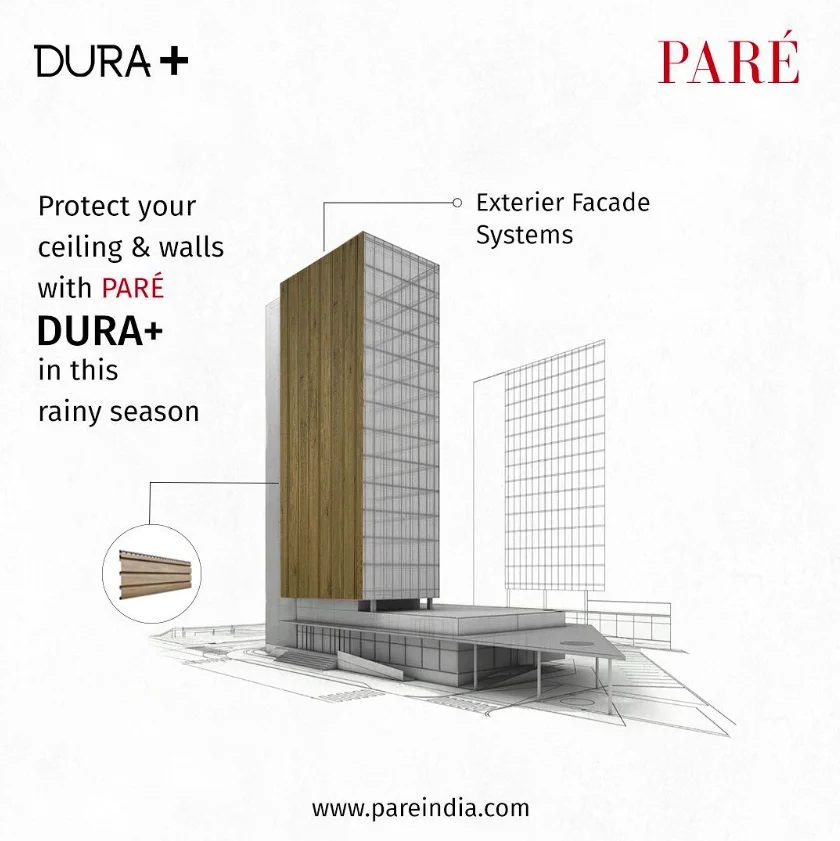 DURA+
PARÉ
Protect your
ceiling & walls
with PARÉ
DURA+
in this
rainy season
Exterier Facade
Systems
www.pareindia.com